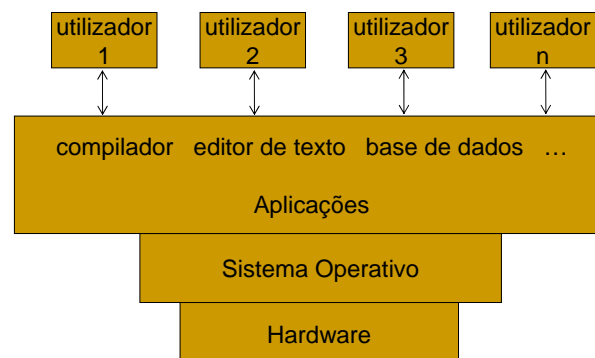 utilizador utilizador utilizador utilizador
1 2 3 n
compilador editor de texto base de dados …
Aplicações
Sistema Operativo
Hardware